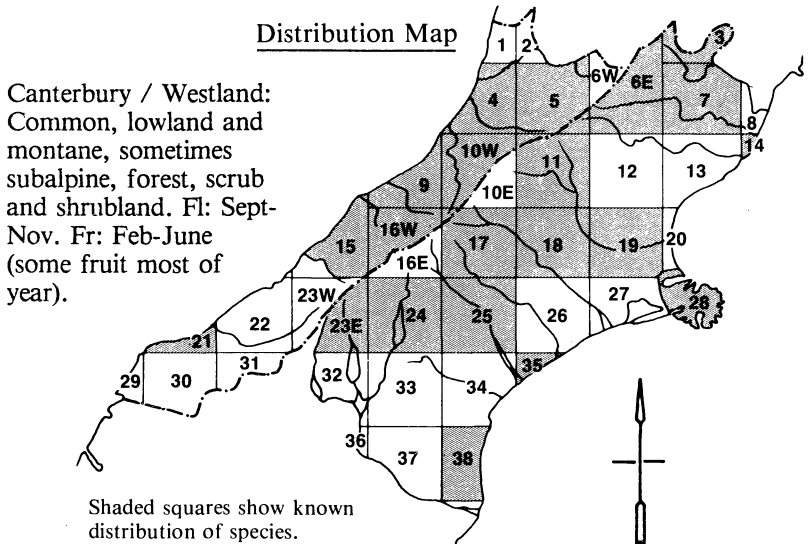 Distribution Map
Canterbury / Westland:
Common, lowland and
montane, sometimes
subalpine, forest, scrub
and shrubland. Fl: Sept-
Nov. Fr: Feb-June
(some fruit most of
year).
1 2 3
4 5 6W 6E 7
8
9 10W 10E 11 12 13 14
15 16W 16E 17 18 19 20
21 22 23W 23E 24 25 26 27 28
29 30 31 32 33 34 35
36 37 38
Shaded squares show known
distribution of species.